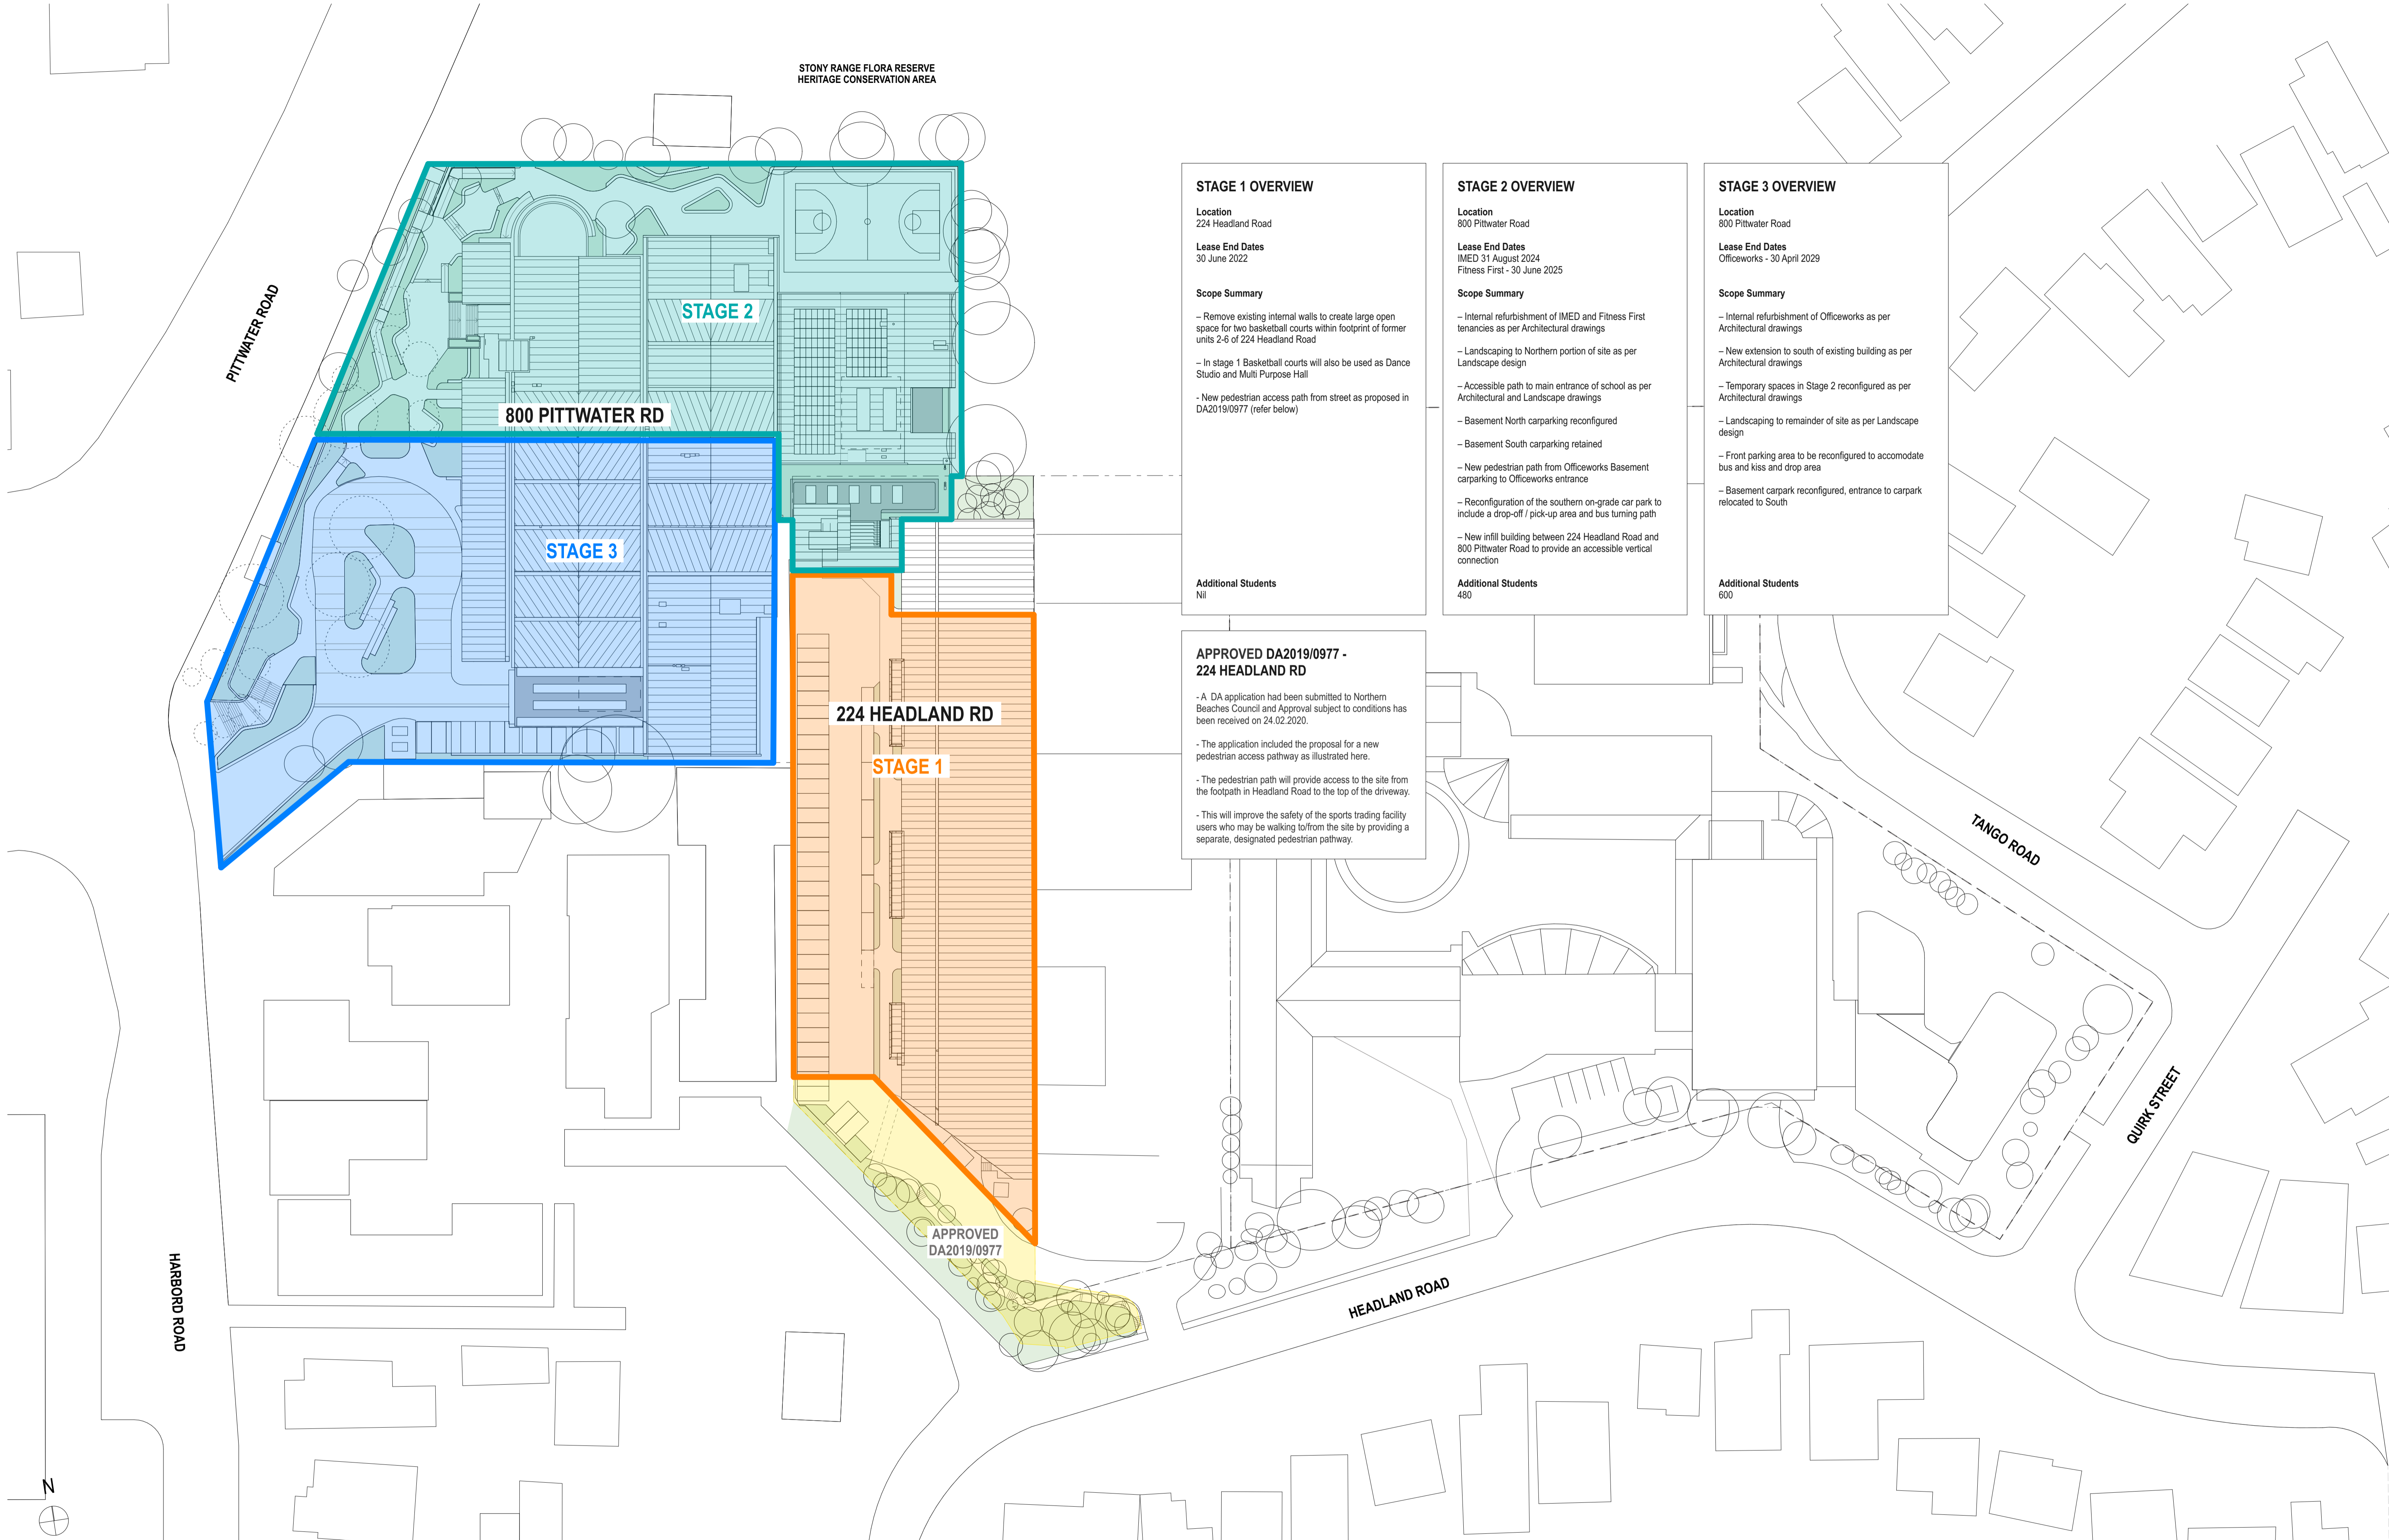 STONY RANGE FLORA RESERVE
HERITAGE CONSERVATION AREA
PITTWATER ROAD
STAGE 2
800 PITTWATER RD
STAGE 3
224 HEADLAND RD
STAGE 1
APPROVED
DA2019/0977
HARBORD ROAD
HEADLAND ROAD
TANGO ROAD
QUIRK STREET
N
STAGE 1 OVERVIEW
Location
224 Headland Road
Lease End Dates
30 June 2022
Scope Summary
– Remove existing internal walls to create large open
space for two basketball courts within footprint of former
units 2-6 of 224 Headland Road
– In stage 1 Basketball courts will also be used as Dance
Studio and Multi Purpose Hall
- New pedestrian access path from street as proposed in
DA2019/0977 (refer below)
Additional Students
Nil
STAGE 2 OVERVIEW
Location
800 Pittwater Road
Lease End Dates
IMED 31 August 2024
Fitness First - 30 June 2025
Scope Summary
– Internal refurbishment of IMED and Fitness First
tenancies as per Architectural drawings
– Landscaping to Northern portion of site as per
Landscape design
– Accessible path to main entrance of school as per
Architectural and Landscape drawings
– Basement North carparking reconfigured
– Basement South carparking retained
– New pedestrian path from Officeworks Basement
carparking to Officeworks entrance
– Reconfiguration of the southern on-grade car park to
include a drop-off / pick-up area and bus turning path
– New infill building between 224 Headland Road and
800 Pittwater Road to provide an accessible vertical
connection
Additional Students
480
STAGE 3 OVERVIEW
Location
800 Pittwater Road
Lease End Dates
Officeworks - 30 April 2029
Scope Summary
– Internal refurbishment of Officeworks as per
Architectural drawings
– New extension to south of existing building as per
Architectural drawings
– Temporary spaces in Stage 2 reconfigured as per
Architectural drawings
– Landscaping to remainder of site as per Landscape
design
– Front parking area to be reconfigured to accomodate
bus and kiss and drop area
– Basement carpark reconfigured, entrance to carpark
relocated to South
Additional Students
600
APPROVED DA2019/0977 -
224 HEADLAND RD
- A DA application had been submitted to Northern
Beaches Council and Approval subject to conditions has
been received on 24.02.2020.
- The application included the proposal for a new
pedestrian access pathway as illustrated here.
- The pedestrian path will provide access to the site from
the footpath in Headland Road to the top of the driveway.
- This will improve the safety of the sports trading facility
users who may be walking to/from the site by providing a
separate, designated pedestrian pathway.